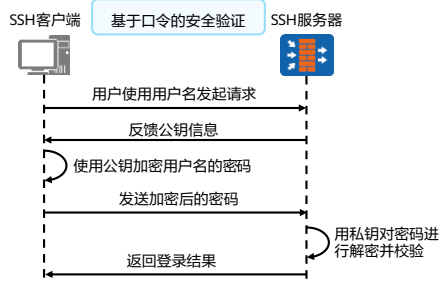 SSH客户端
基于口令的安全验证
SSH服务器
用户使用用户名发起请求
反馈公钥信息
使用公钥加密用户名的密码
发送加密后的密码
用私钥对密码进
行解密并校验
返回登录结果